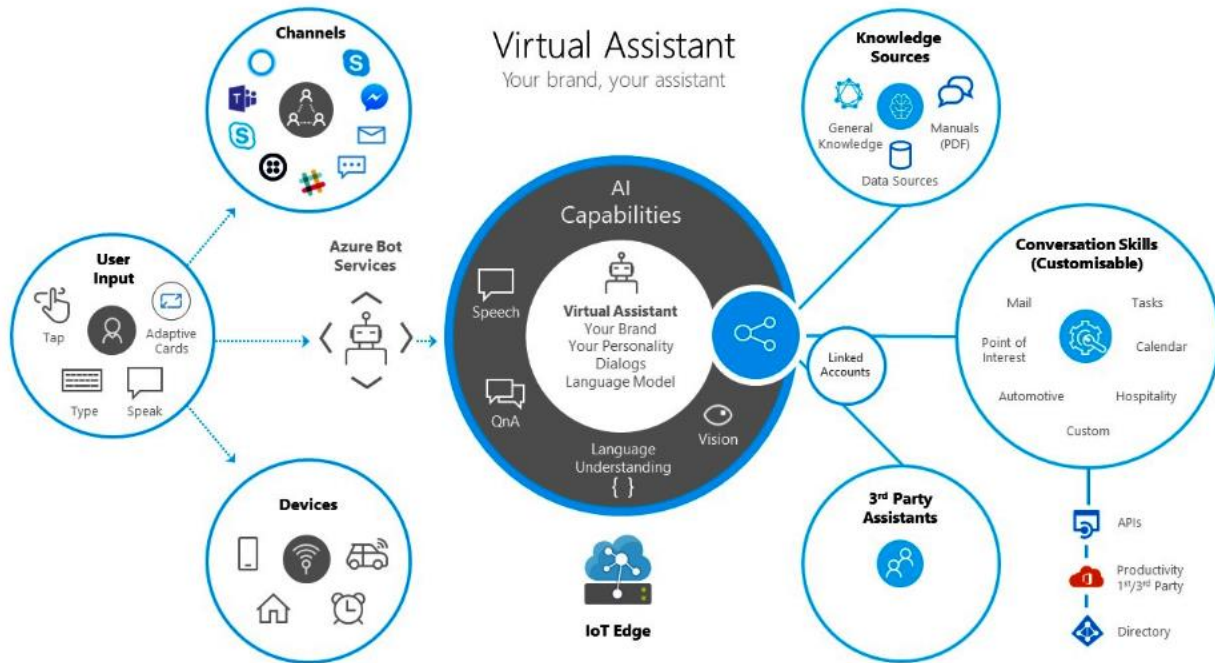 Virtual Assistant
Your brand, your assistant
Channels
User
Input
Tap
Adaptive
Cards
Type
Speak
Devices
Azure Bot
Services
AI
Capabilities
Speech
QnA
Language
Understanding
{ }
Vision
Virtual Assistant
Your Brand
Your Personality
Dialogs
Language Model
IoT Edge
Knowledge
Sources
General
Knowledge
Manuals
(PDF)
Data Sources
Linked
Accounts
Conversation Skills
(Customisable)
Mail
Tasks
Point of
Interest
Calendar
Automotive
Hospitality
Custom
3rd Party
Assistants
APIs
Productivity
1st/3rd Party
Directory